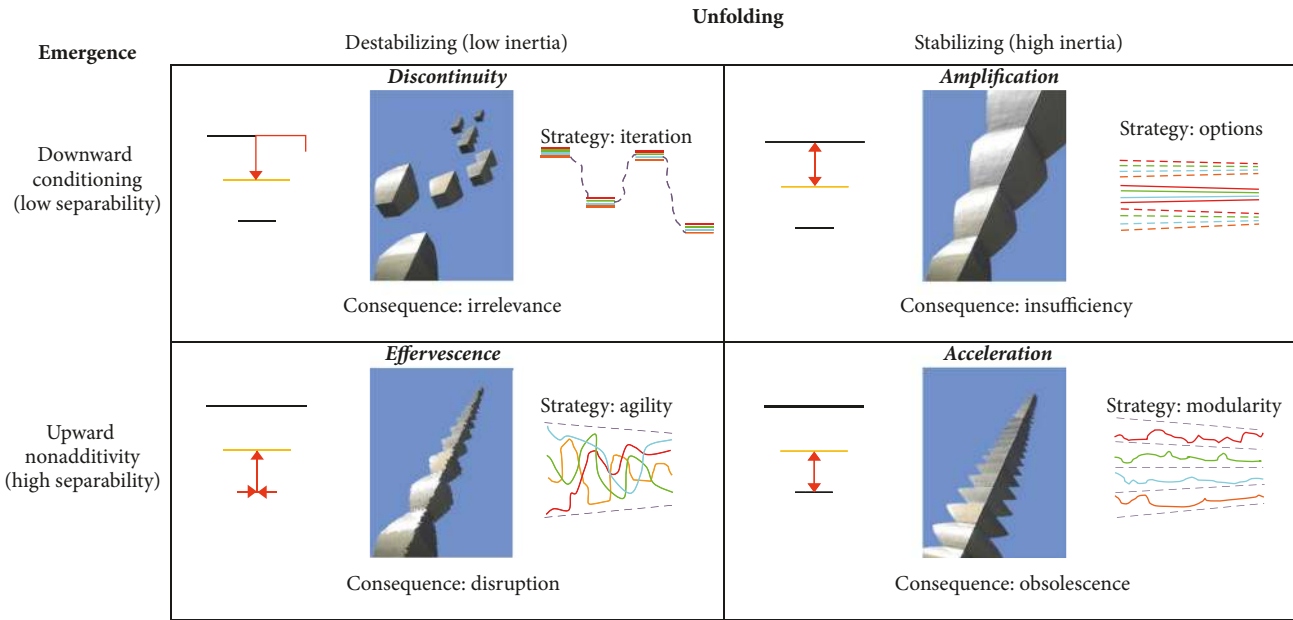 Unfolding
Emergence
Destabilizing (low inertia)
Stabilizing (high inertia)
Downward
conditioning
(low separability)
Discontinuity
Strategy: iteration
Consequence: irrelevance
Amplification
Strategy: options
Consequence: insufficiency
Upward
nonadditivity
(high separability)
Effervescence
Strategy: agility
Consequence: disruption
Acceleration
Strategy: modularity
Consequence: obsolescence